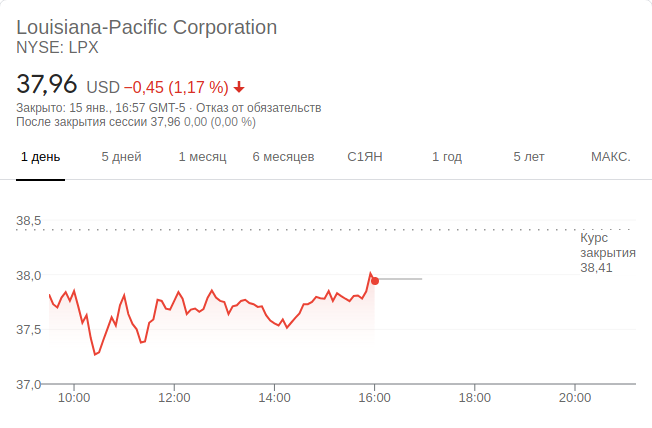 Louisiana-Pacific Corporation
NYSE: LPX
37,96 USD −0,45 (1,17 %)
Закрыто: 15 янв., 16:57 GMT-5 · Отказ от обязательств
После закрытия сессии 37,96 0,00 (0,00 %)
1 день 5 дней 1 месяц 6 месяцев С1ЯН 1 год 5 лет МАКС.
38,5
Курс
закрытия
38,41
38,0
37,5
37,0
10:00 12:00 14:00 16:00 18:00 20:00